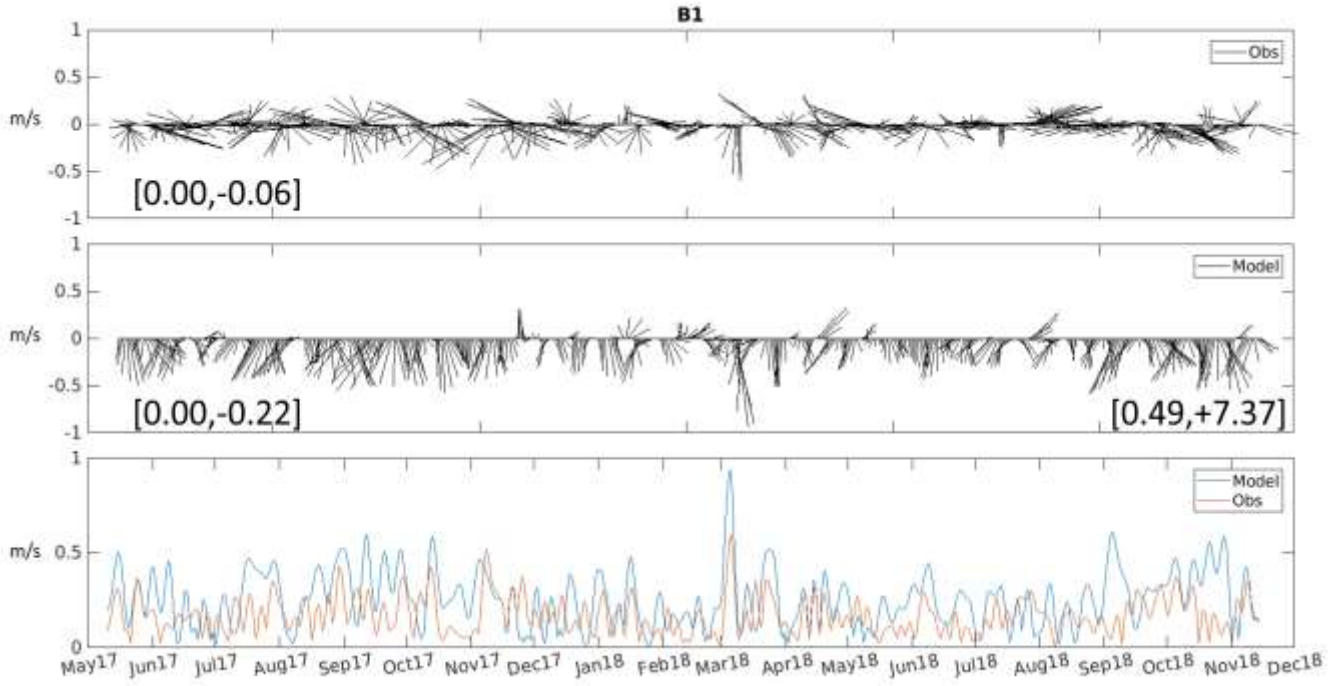 B1
1
0.5
m/s
0
-0.5
-1
Obs
[0.00,-0.06]
1
0.5
m/s
0
-0.5
-1
Model
[0.00,-0.22]
[0.49,+7.37]
1
0.5
m/s
0
Model
Obs
May17 Jun17 Jul17 Aug17 Sep17 Oct17 Nov17 Dec17 Jan18 Feb18 Mar18 Apr18 May18 Jun18 Jul18 Aug18 Sep18 Oct18 Nov18 Dec18